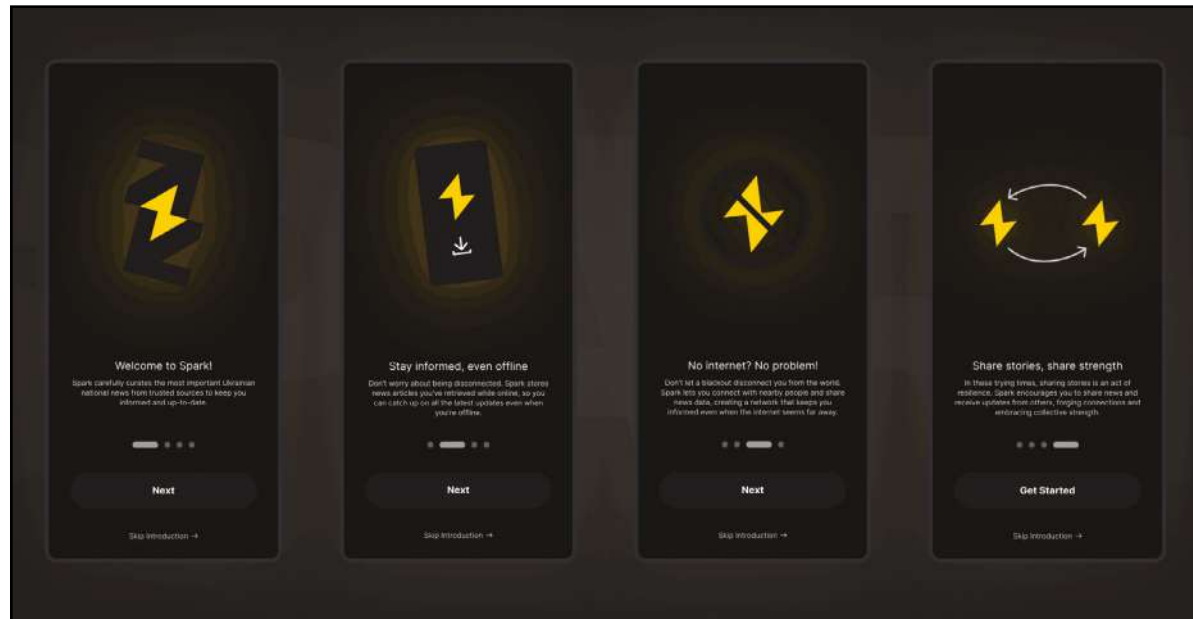 Welcome to Spark!
Spark carefully curates the most important Ukrainian
national news from trusted sources to keep you
informed and up-to-date.
Next
Skip Introduction →
Stay informed, even offline
Don't worry about being disconnected. Spark stores
news articles you've retrieved while online, so you
can catch up on all the latest updates even when
you're offline.
Next
Skip Introduction →
No internet? No problem!
Don't let a blackout disconnect you from the world.
Spark lets you connect with nearby people and share
news data, creating a network that keeps you
informed even when the internet seems far away.
Next
Skip Introduction →
Share stories, share strength
In these trying times, sharing stories is an act of
resilience. Spark encourages you to share news and
receive updates from others, forging connections and
embracing collective strength.
Get Started
Skip Introduction →